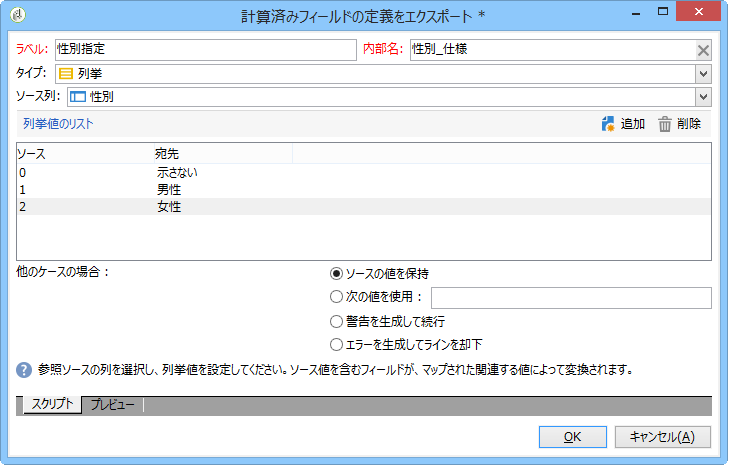 計算済みフィールドの定義をエクスポート *
ラベル: 性別指定 内部名: 性別_仕様
タイプ: 列挙
ソース列: 性別
列挙値のリスト 追加 削除
ソース 宛先
0 示さない
1 男性
2 女性
他のケースの場合： ソースの値を保持
次の値を使用：
警告を生成して続行
エラーを生成してラインを却下
? 参照ソースの列を選択し、列挙値を設定してください。ソース値を含むフィールドが、マップされた関連する値によって変換されます。
スクリプト プレビュー
OK キャンセル(A)